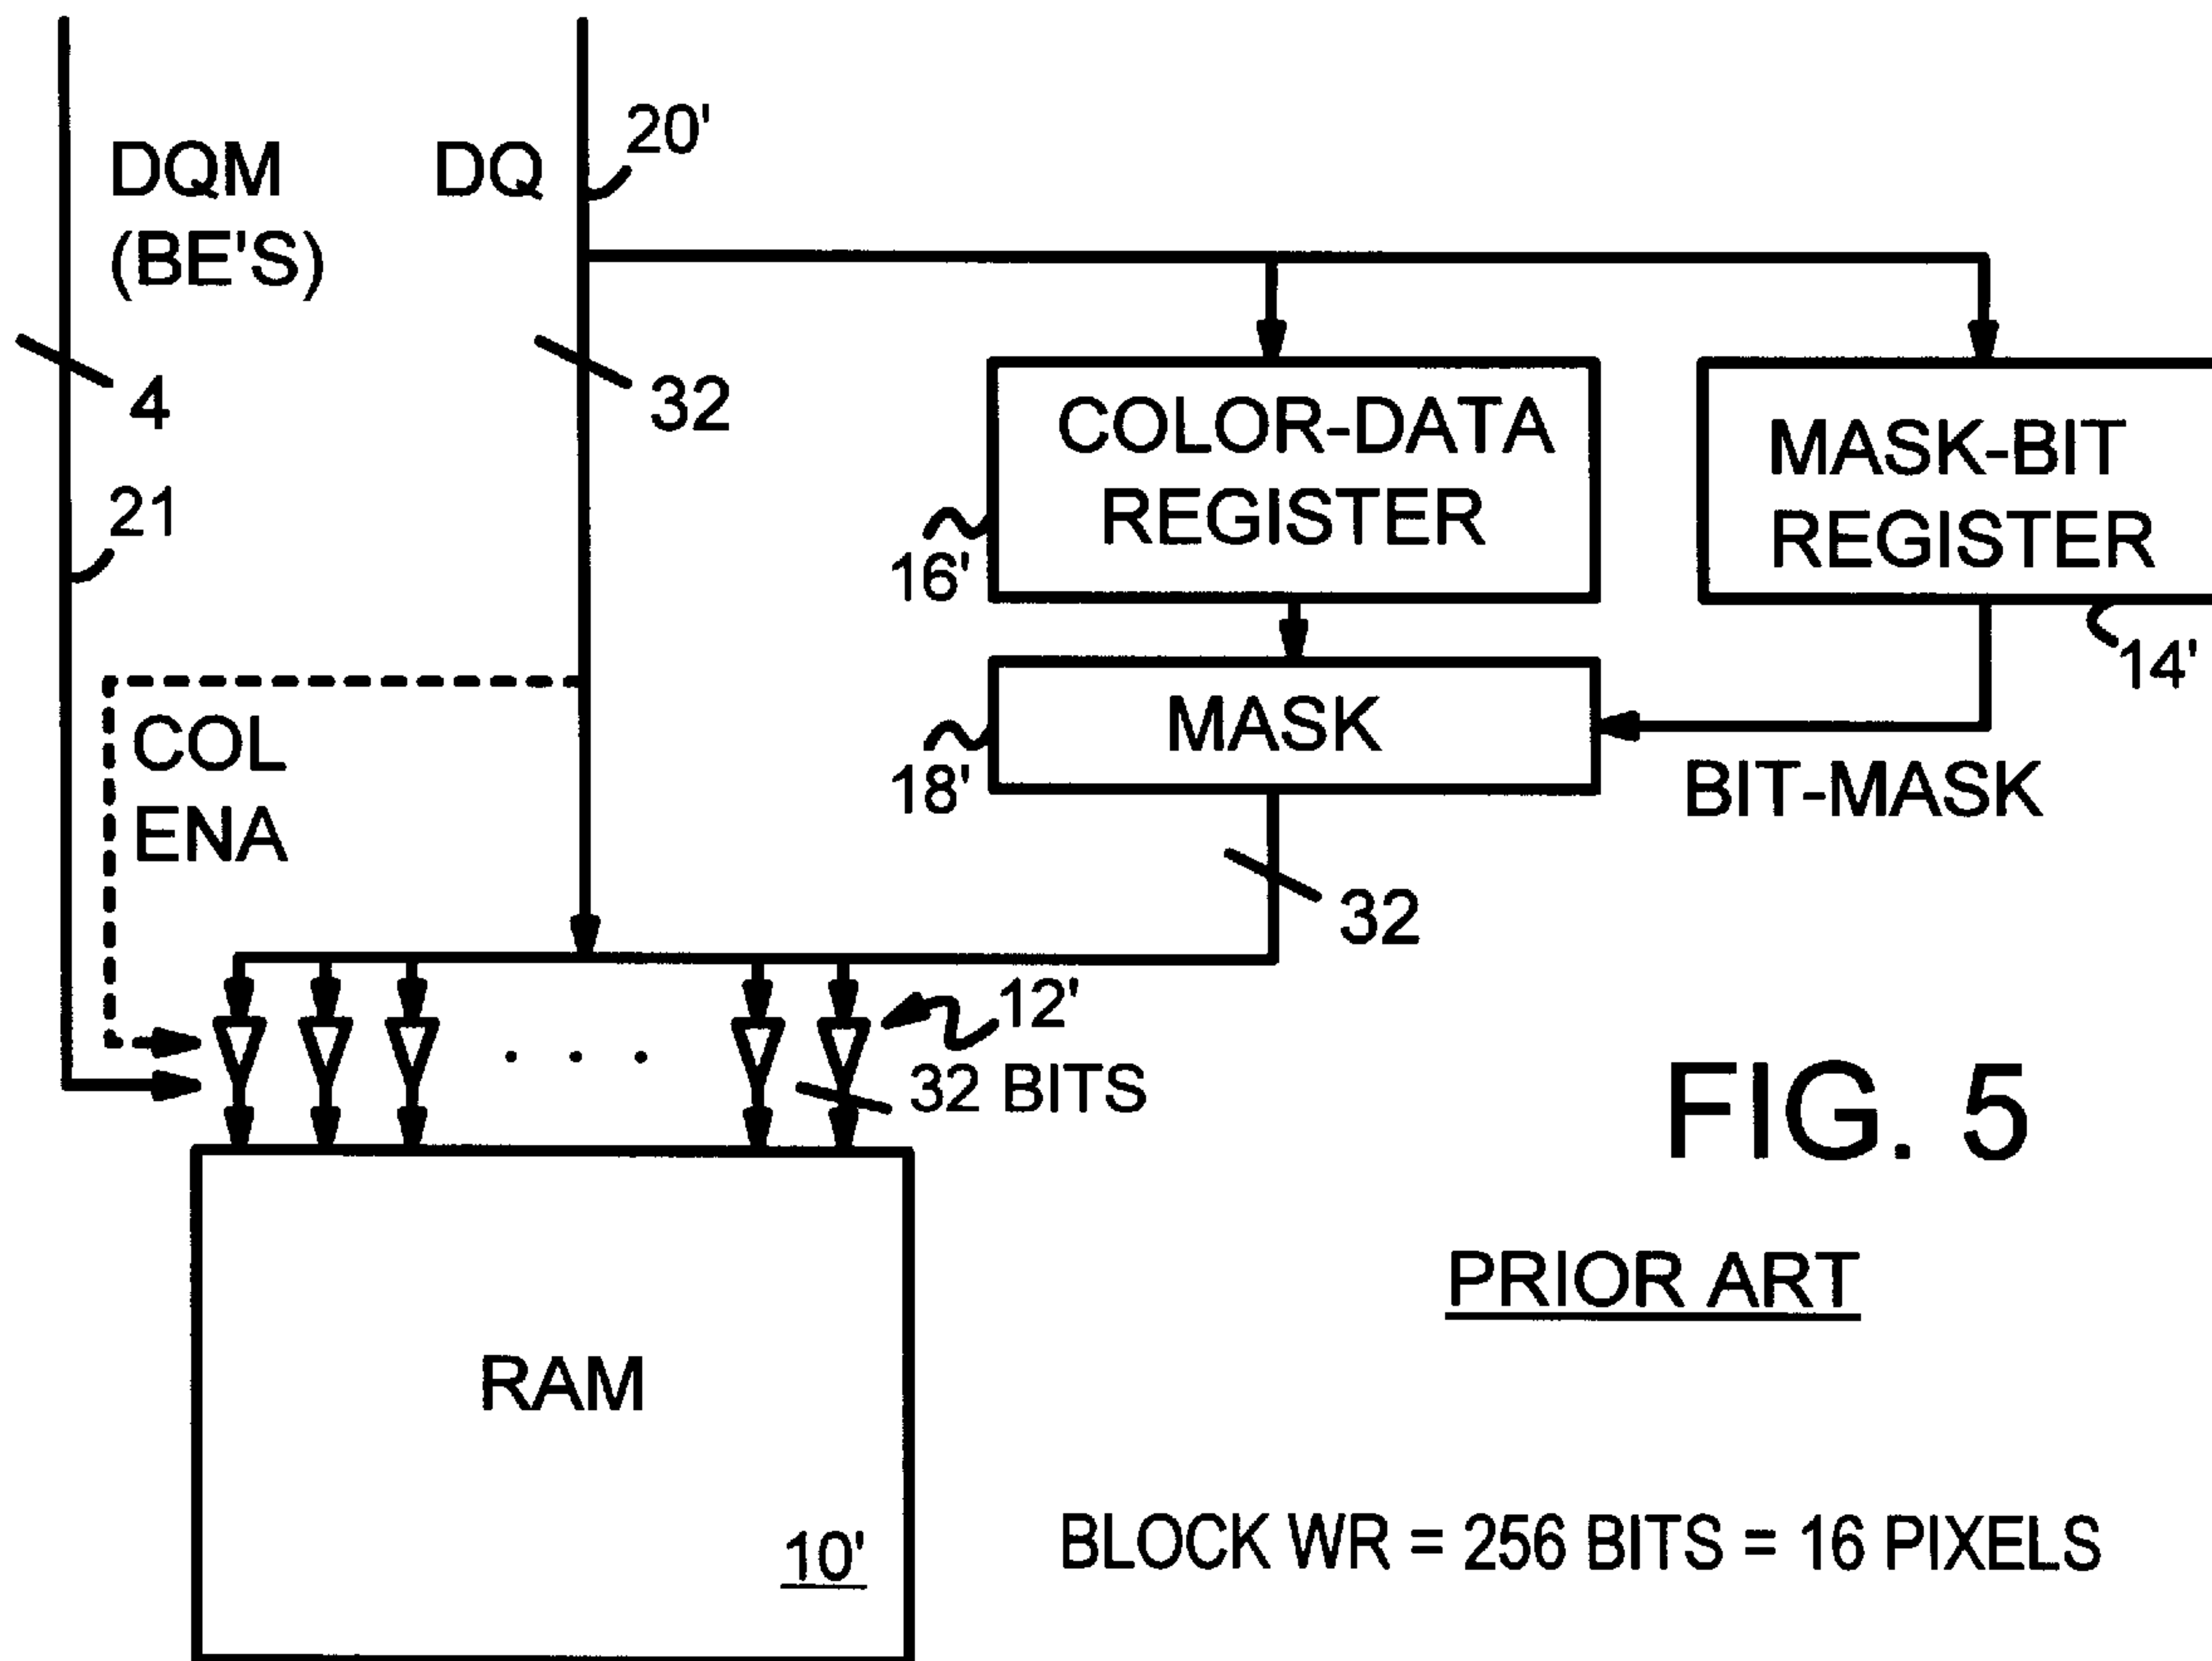 DQM
(BE'S)
DQ
20'
4
32
21
COLOR-DATA
REGISTER
16'
MASK-BIT
REGISTER
14'
MASK
18'
BIT-MASK
COL
ENA
32
12'
32 BITS
. . .
RAM
10'
FIG. 5
PRIOR ART
BLOCK WR = 256 BITS = 16 PIXELS